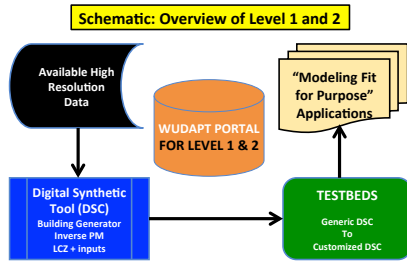 Schematic: Overview of Level 1 and 2
Available High
Resolution
Data
WUDAPT PORTAL
FOR LEVEL 1 & 2
“Modeling Fit
for Purpose”
Applications
Digital Synthetic
Tool (DSC)
Building Generator
Inverse PM
LCZ + inputs
TESTBEDS
Generic DSC
To
Customized DSC